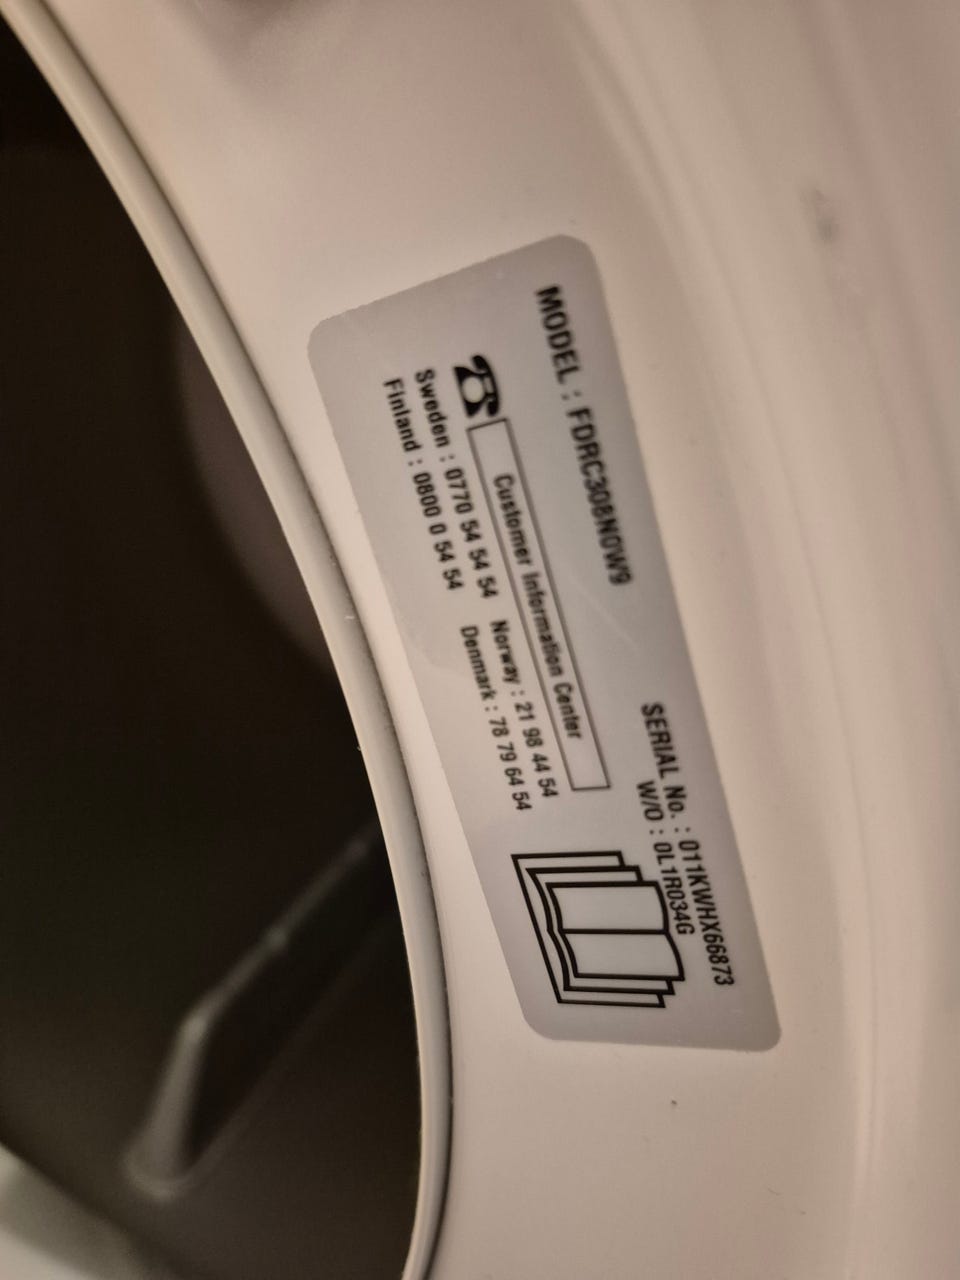 MODEL : FDRC308N0W9
SERIAL No. : 011KWHX66873
W/O : 0L1R034G
Customer Information Center
Sweden : 0770 54 54 54 Norway : 21 98 44 54
Finland : 0800 0 54 54 Denmark : 78 79 64 54